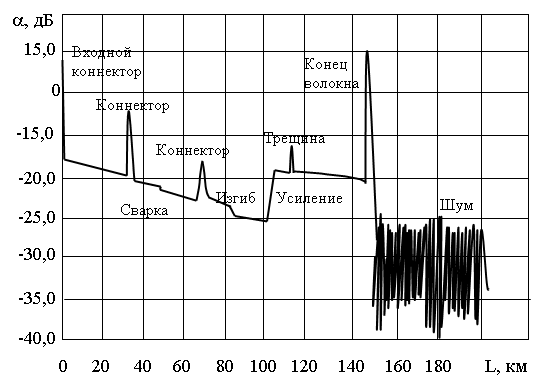 α, дБ
15,0
Входной
коннектор
Конец
волокна
0
Коннектор
-15,0
Трещина
Коннектор
-20,0
Сварка
Изгиб
Усиление
Шум
-25,0
-30,0
-35,0
-40,0
0 20 40 60 80 100 120 140 160 180 L, км